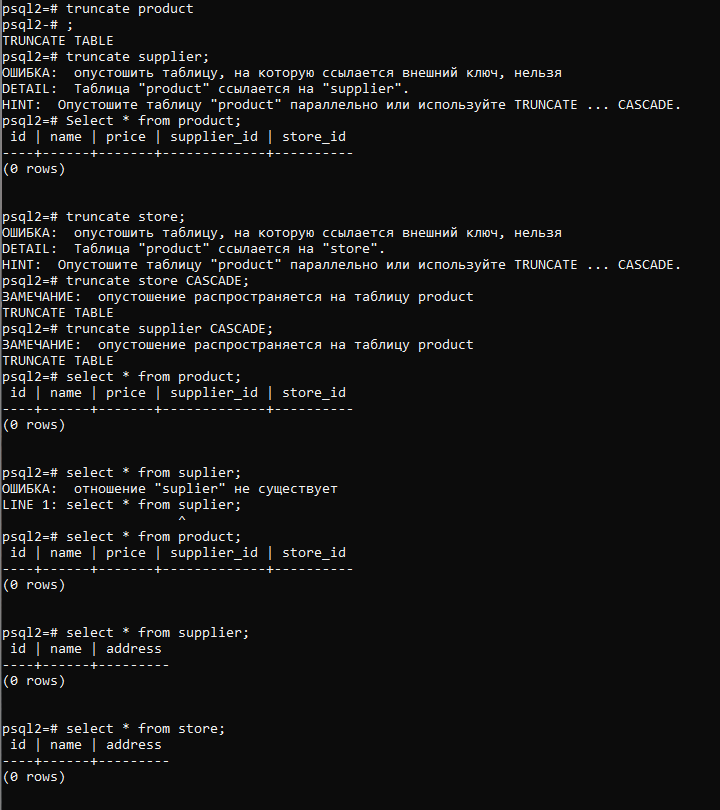 psql2=# truncate product
psql2-# ;
TRUNCATE TABLE
psql2=# truncate supplier;
ОШИБКА:  опустошить таблицу, на которую ссылается внешний ключ, нельзя
DETAIL:  Таблица "product" ссылается на "supplier".
HINT:  Опустошите таблицу "product" параллельно или используйте TRUNCATE ... CASCADE.
psql2=# Select * from product;
 id | name | price | supplier_id | store_id
----+------+-------+-------------+----------
(0 rows)
psql2=# truncate store;
ОШИБКА:  опустошить таблицу, на которую ссылается внешний ключ, нельзя
DETAIL:  Таблица "product" ссылается на "store".
HINT:  Опустошите таблицу "product" параллельно или используйте TRUNCATE ... CASCADE.
psql2=# truncate store CASCADE;
ЗАМЕЧАНИЕ:  опустошение распространяется на таблицу product
TRUNCATE TABLE
psql2=# truncate supplier CASCADE;
ЗАМЕЧАНИЕ:  опустошение распространяется на таблицу product
TRUNCATE TABLE
psql2=# select * from product;
 id | name | price | supplier_id | store_id
----+------+-------+-------------+----------
(0 rows)
psql2=# select * from suplier;
ОШИБКА:  отношение "suplier" не существует
LINE 1: select * from suplier;
                      ^
psql2=# select * from product;
 id | name | price | supplier_id | store_id
----+------+-------+-------------+----------
(0 rows)
psql2=# select * from supplier;
 id | name | address
----+------+---------
(0 rows)
psql2=# select * from store;
 id | name | address
----+------+---------
(0 rows)